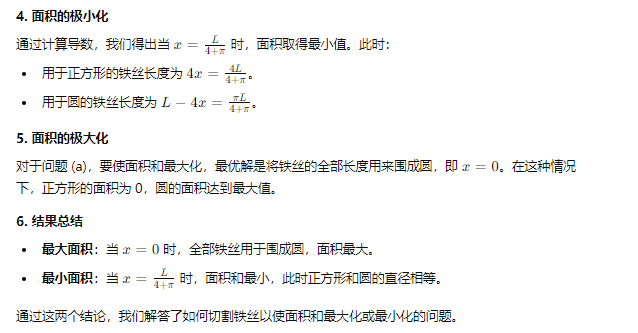 4. 面积的极小化
通过计算导数，我们得出当 x = L/(4+π) 时，面积取得最小值。此时：
• 用于正方形的铁丝长度为 4x = 4L/(4+π)。
• 用于圆的铁丝长度为 L − 4x = πL/(4+π)。
5. 面积的极大化
对于问题 (a)，要使面积和最大化，最优解是将铁丝的全部长度用来围成圆，即 x = 0。在这种情况
下，正方形的面积为 0，圆的面积达到最大值。
6. 结果总结
• 最大面积：当 x = 0 时，全部铁丝用于围成圆，面积最大。
• 最小面积：当 x = L/(4+π) 时，面积和最小，此时正方形和圆的直径相等。
通过这两个结论，我们解答了如何切割铁丝以使面积和最大化或最小化的问题。